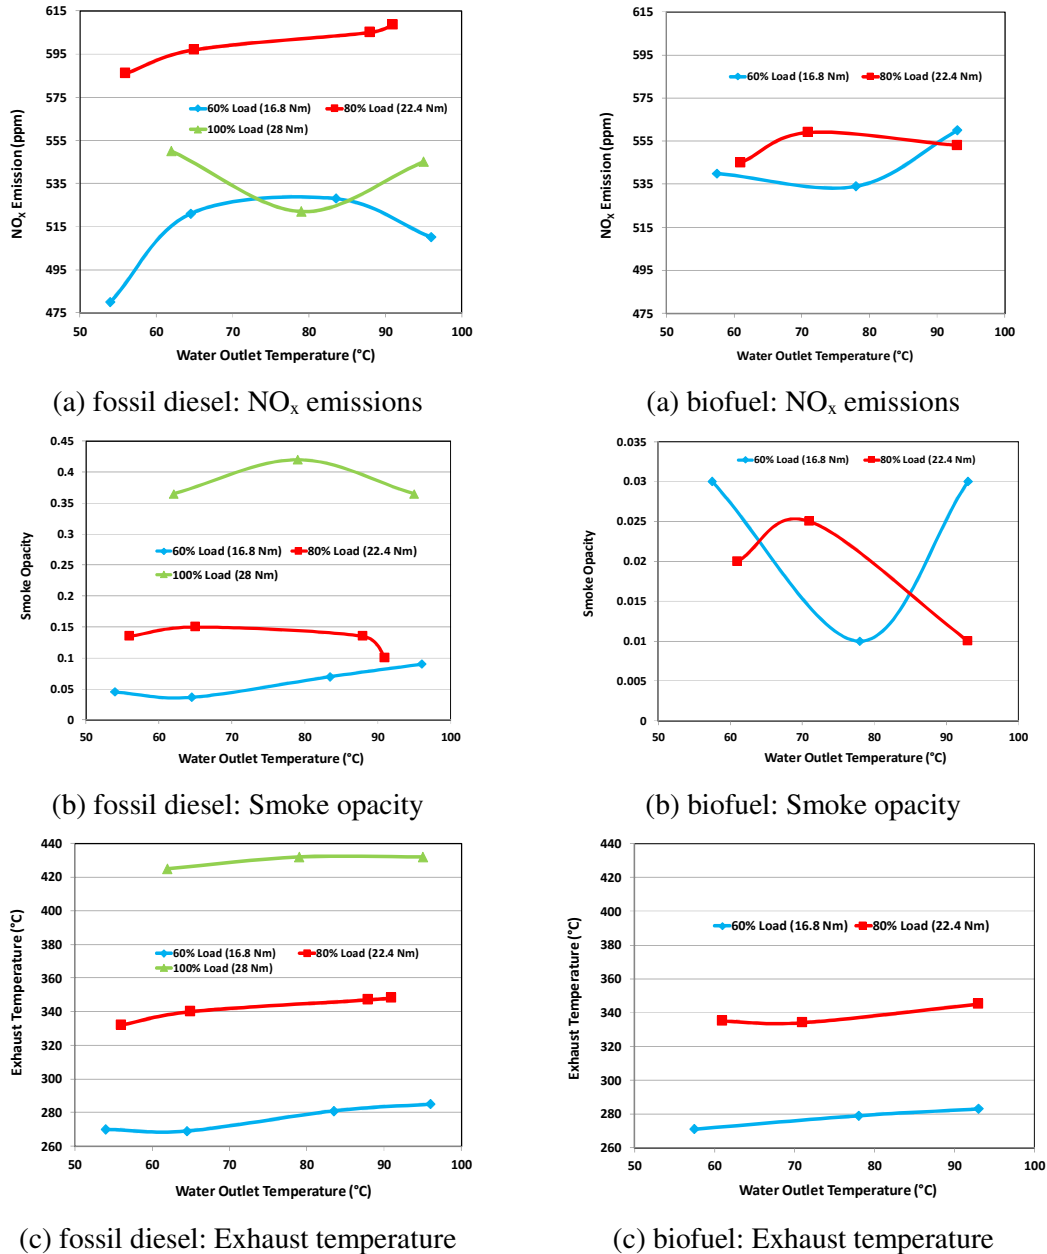 615
595
575
555
535
515
495
475
NOX Emission (ppm)
60% Load (16.8 Nm)
80% Load (22.4 Nm)
100% Load (28 Nm)
50 60 70 80 90 100
Water Outlet Temperature (°C)
(a) fossil diesel: NOx emissions
615
595
575
555
535
515
495
475
NOX Emission (ppm)
60% Load (16.8 Nm)
80% Load (22.4 Nm)
50 60 70 80 90 100
Water Outlet Temperature (°C)
(a) biofuel: NOx emissions
0.45
0.4
0.35
0.3
0.25
0.2
0.15
0.1
0.05
0
Smoke Opacity
60% Load (16.8 Nm)
80% Load (22.4 Nm)
100% Load (28 Nm)
50 60 70 80 90 100
Water Outlet Temperature (°C)
(b) fossil diesel: Smoke opacity
0.035
0.03
0.025
0.02
0.015
0.01
0.005
0
Smoke Opacity
60% Load (16.8 Nm)
80% Load (22.4 Nm)
50 60 70 80 90 100
Water Outlet Temperature (°C)
(b) biofuel: Smoke opacity
440
420
400
380
360
340
320
300
280
260
Exhaust Temperature (°C)
60% Load (16.8 Nm)
80% Load (22.4 Nm)
100% Load (28 Nm)
50 60 70 80 90 100
Water Outlet Temperature (°C)
(c) fossil diesel: Exhaust temperature
440
420
400
380
360
340
320
300
280
260
Exhaust Temperature (°C)
60% Load (16.8 Nm)
80% Load (22.4 Nm)
50 60 70 80 90 100
Water Outlet Temperature (°C)
(c) biofuel: Exhaust temperature